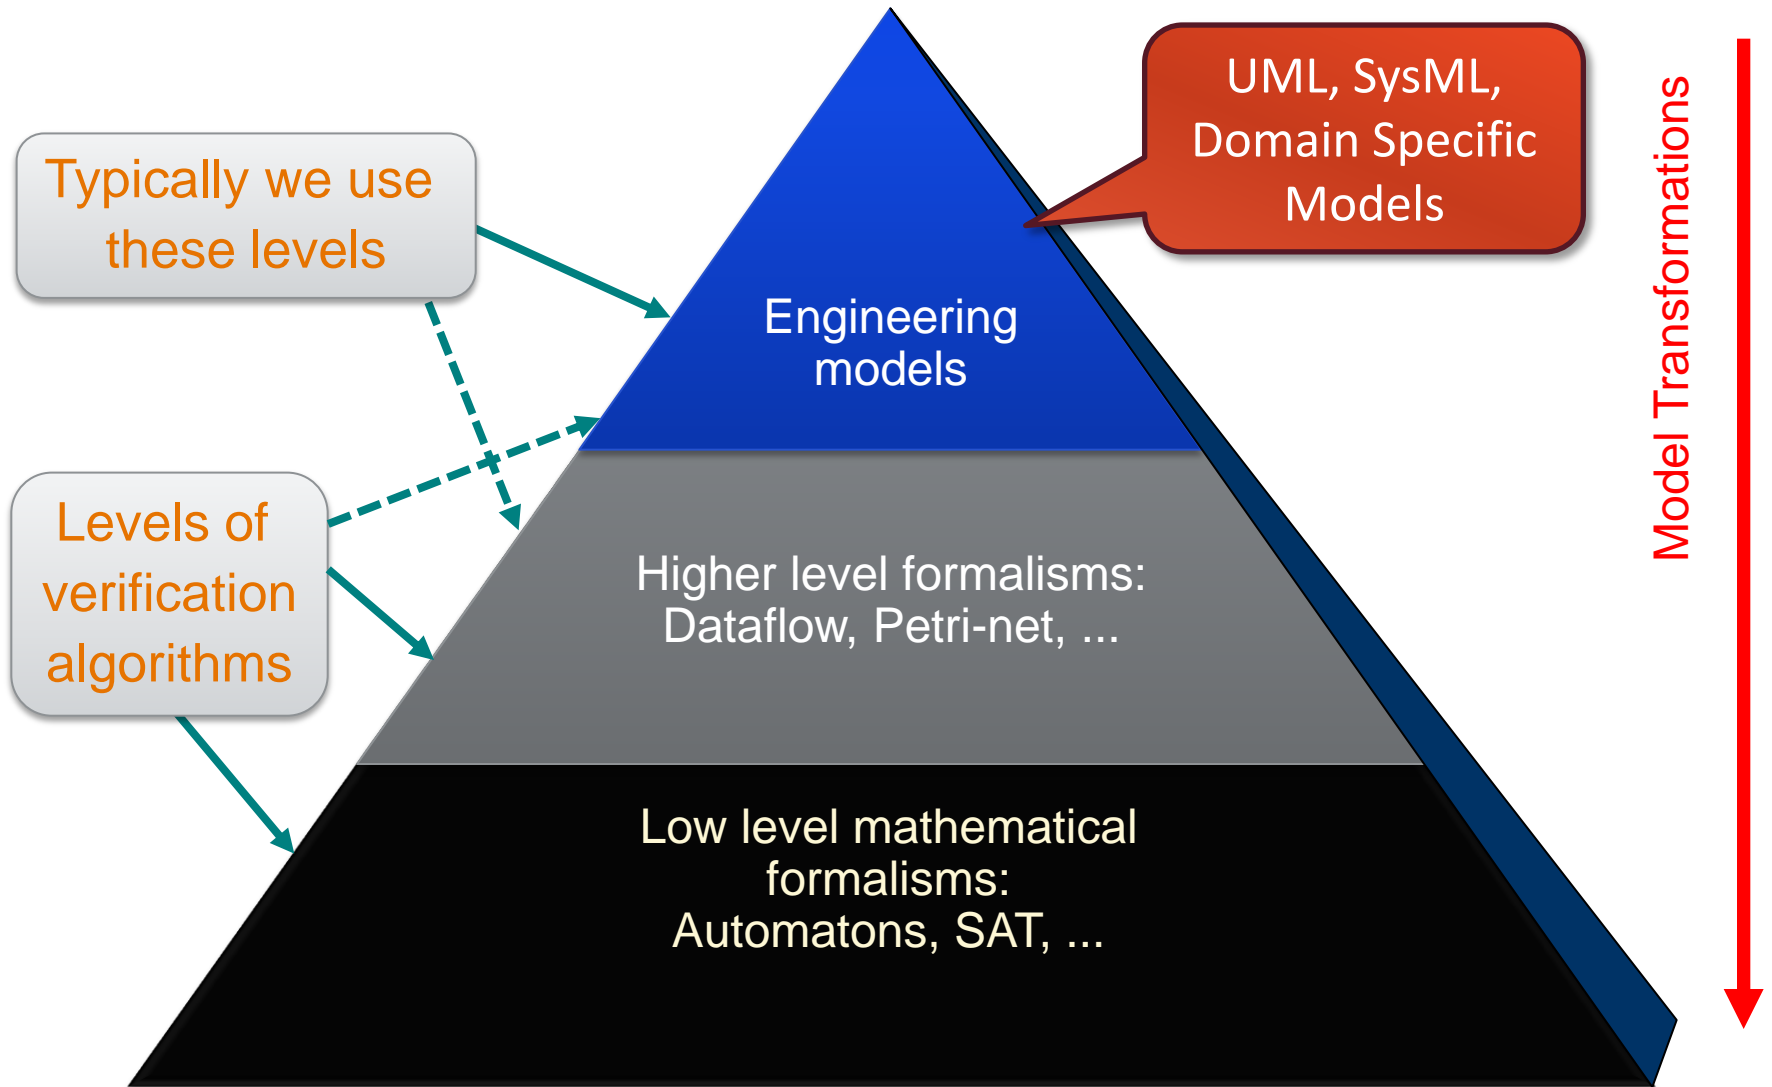 UML, SysML,
Domain Specific
Models
Typically we use
these levels
Engineering
models
Model Transformations
Levels of
verification
algorithms
Higher level formalisms:
Dataflow, Petri-net, ...
Low level mathematical
formalisms:
Automatons, SAT, ...